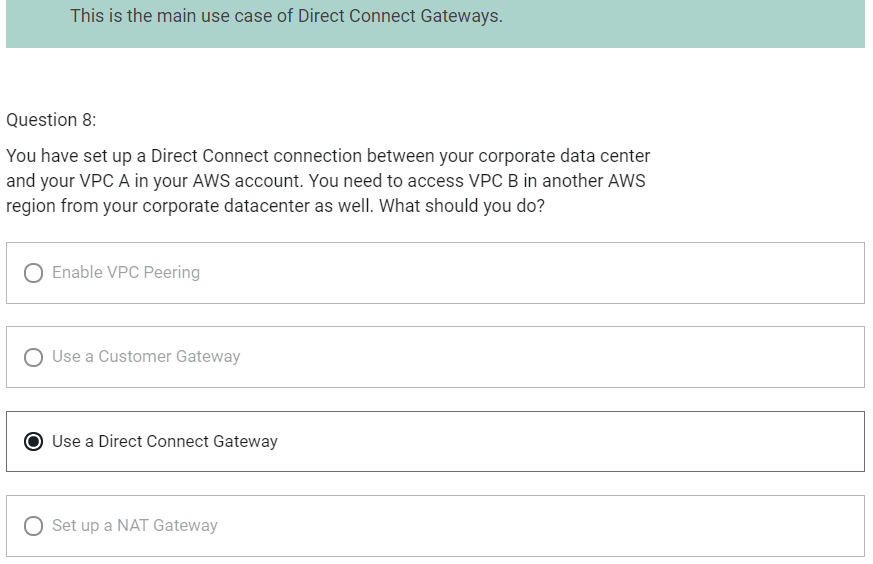 This is the main use case of Direct Connect Gateways.
Question 8:
You have set up a Direct Connect connection between your corporate data center
and your VPC A in your AWS account. You need to access VPC B in another AWS
region from your corporate datacenter as well. What should you do?
Enable VPC Peering
Use a Customer Gateway
Use a Direct Connect Gateway
Set up a NAT Gateway